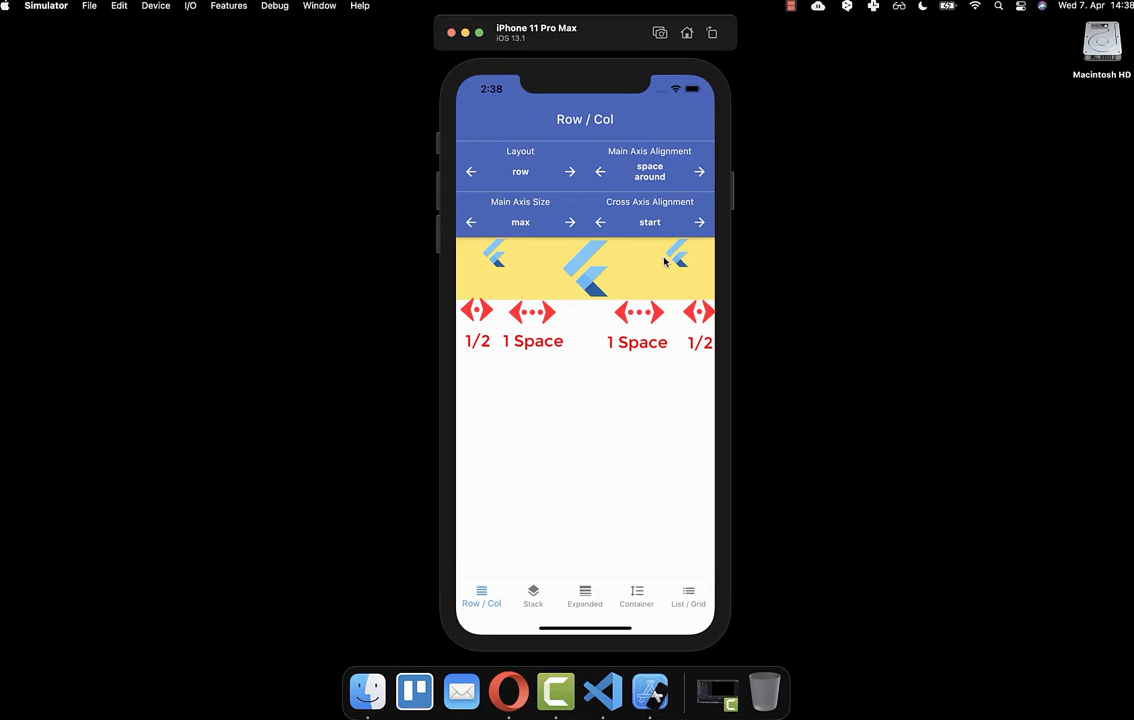 Simulator File Edit Device I/O Features Debug Window Help Wed 7. Apr 14:38
iPhone 11 Pro Max
iOS 13.1
Macintosh HD
2:38
Row / Col
Layout Main Axis Alignment
row space around
Main Axis Size Cross Axis Alignment
max start
1/2 1 Space 1 Space 1/2
Row / Col Stack Expanded Container List / Grid